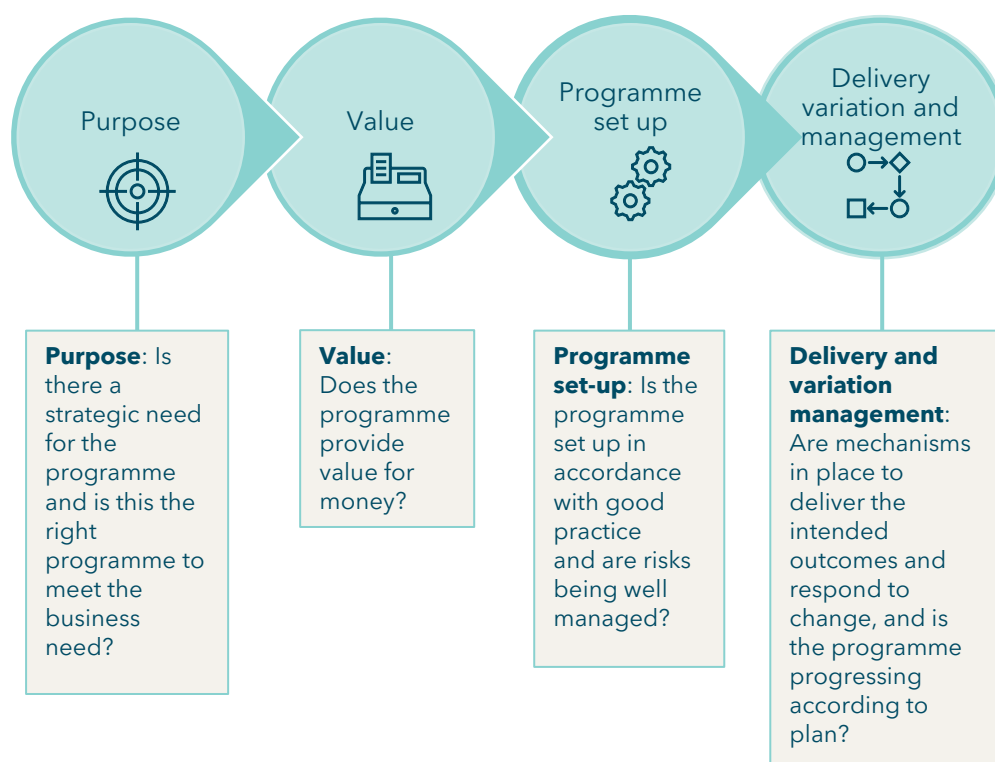 Purpose
Value
Programme
set up
Delivery
variation and
management
Purpose: Is
there a
strategic need
for the
programme
and is this the
right
programme to
meet the
business
need?
Value:
Does the
programme
provide
value for
money?
Programme
set-up: Is the
programme
set up in
accordance
with good
practice
and are risks
being well
managed?
Delivery and
variation
management:
Are mechanisms
in place to
deliver the
intended
outcomes and
respond to
change, and is
the programme
progressing
according to
plan?